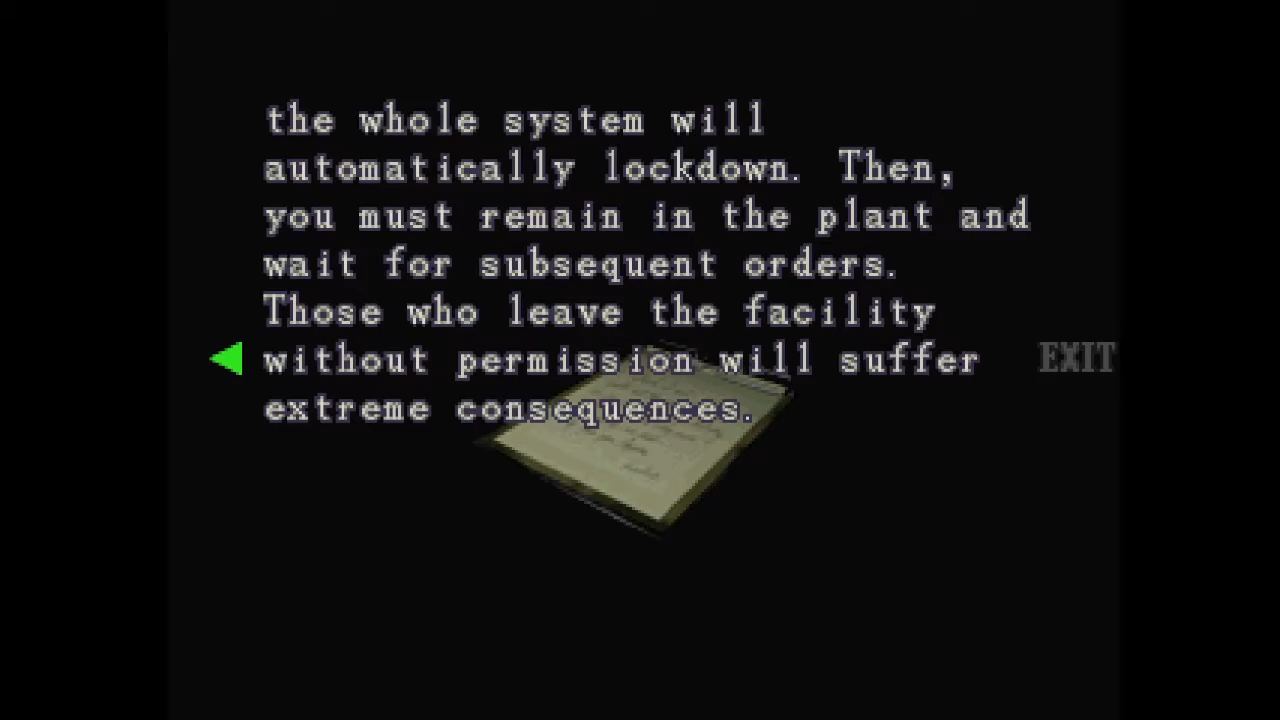 the whole system will
automatically lockdown. Then,
you must remain in the plant and
wait for subsequent orders.
Those who leave the facility
without permission will suffer
EXIT
extreme consequences.